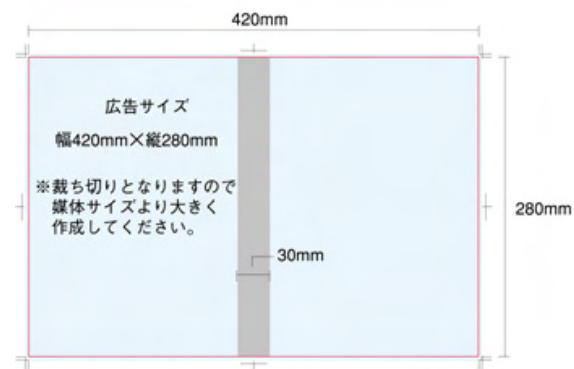 420mm
広告サイズ
幅420mm×縦280mm
※裁ち切りとなりますので
媒体サイズより大きく
作成してください。
280mm
30mm